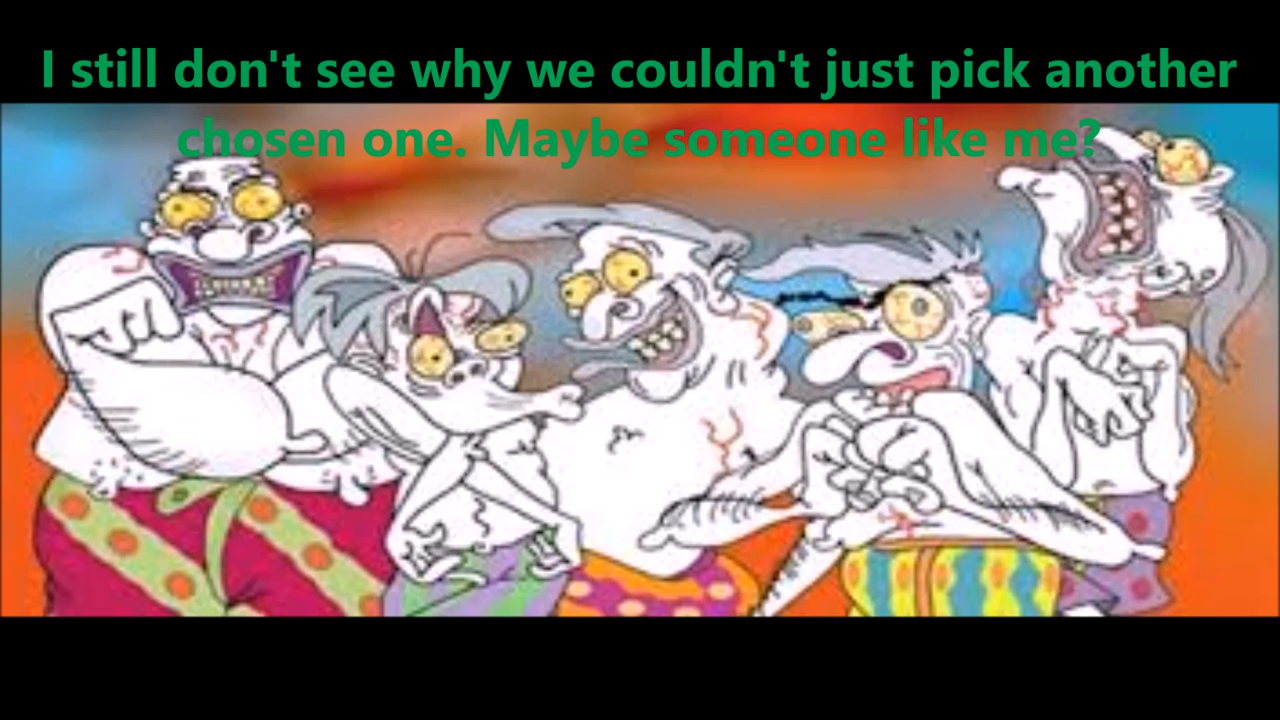 I still don't see why we couldn't just pick another
chosen one. Maybe someone like me?